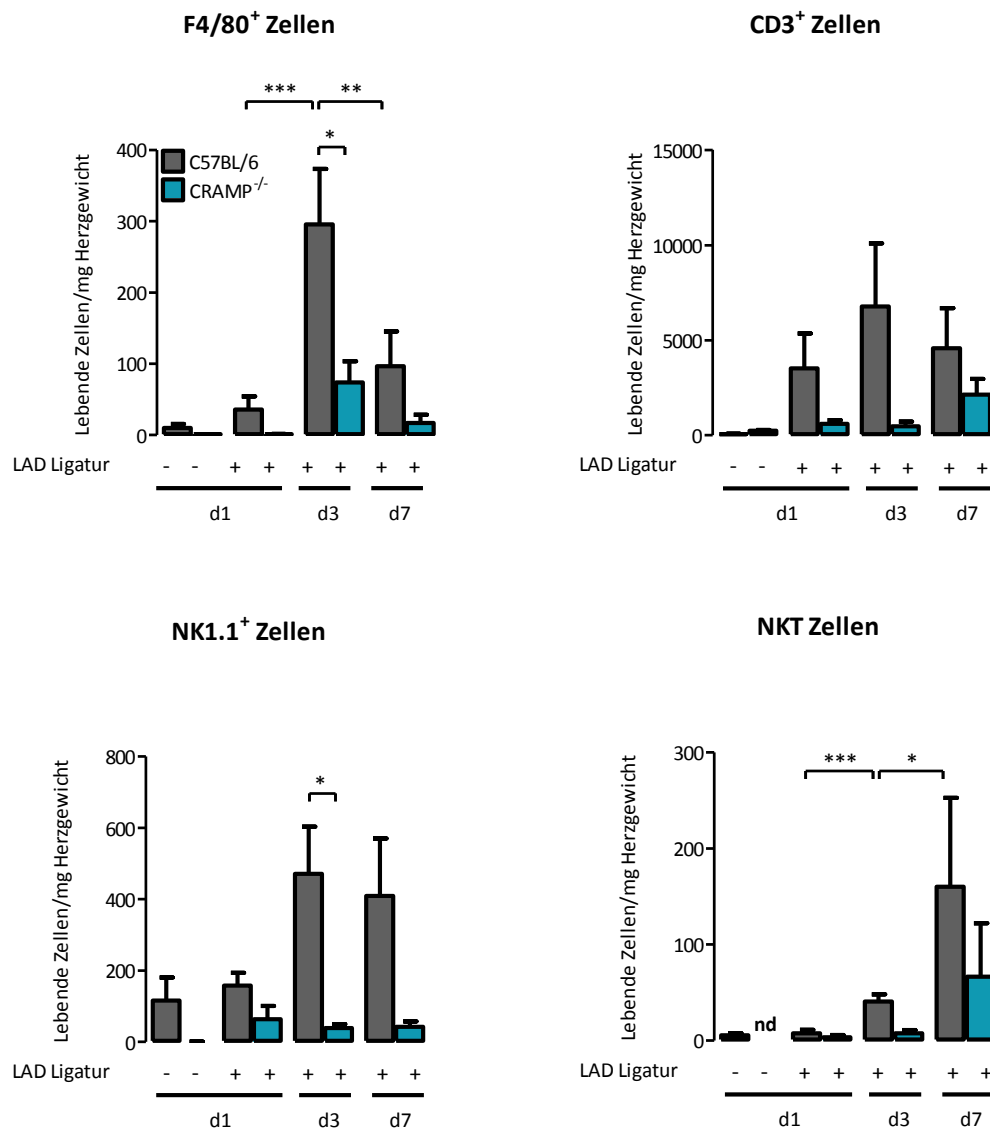 F4/80+ Zellen
***
**
*
C57BL/6
CRAMP-/-
Lebende Zellen/mg Herzgewicht
400
300
200
100
0
LAD Ligatur - - + + + + + +
d1 d3 d7
CD3+ Zellen
Lebende Zellen/mg Herzgewicht
15000
10000
5000
0
LAD Ligatur - - + + + + + +
d1 d3 d7
NK1.1+ Zellen
*
Lebende Zellen/mg Herzgewicht
800
600
400
200
0
LAD Ligatur - - + + + + + +
d1 d3 d7
NKT Zellen
***
*
Lebende Zellen/mg Herzgewicht
300
200
100
0
nd
LAD Ligatur - - + + + + + +
d1 d3 d7